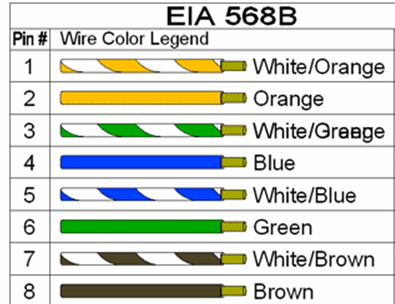 EIA 568B
Pin # Wire Color Legend
1 White/Orange
2 Orange
3 White/
4 Blue
5 White/Blue
6 Green
7 White/Brown
8 Brown